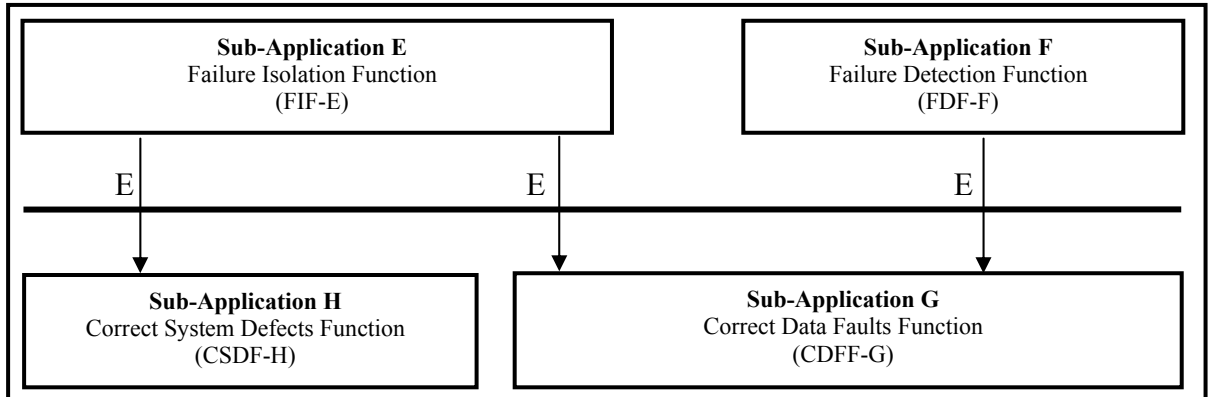 Sub-Application E
Failure Isolation Function
(FIF-E)
Sub-Application F
Failure Detection Function
(FDF-F)
E
E
E
Sub-Application H
Correct System Defects Function
(CSDF-H)
Sub-Application G
Correct Data Faults Function
(CDFF-G)